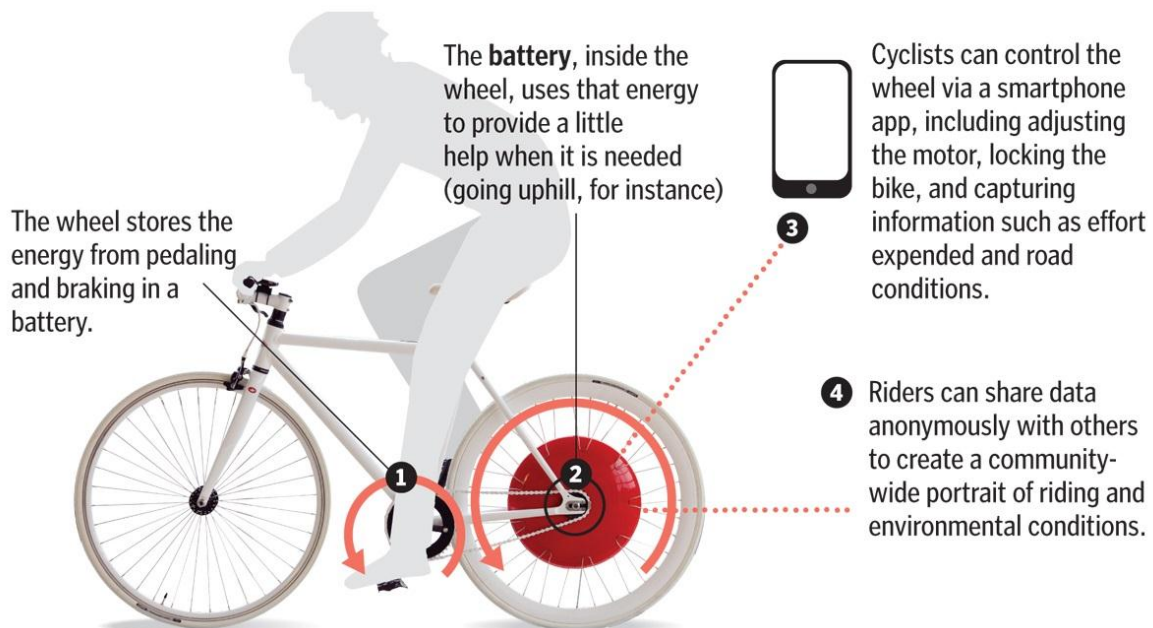 The wheel stores the
energy from pedaling
and braking in a
battery.
1
The battery, inside the
wheel, uses that energy
to provide a little
help when it is needed
(going uphill, for instance)
2
Cyclists can control the
wheel via a smartphone
app, including adjusting
the motor, locking the
bike, and capturing
information such as effort
expended and road
conditions.
3
4 Riders can share data
anonymously with others
to create a community-
wide portrait of riding and
environmental conditions.